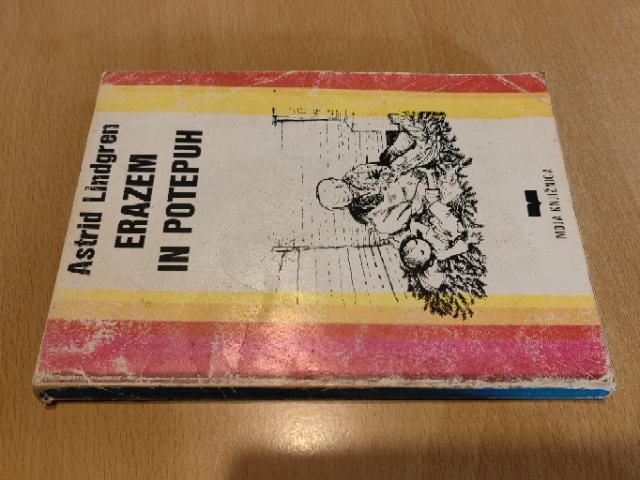 Astrid Lindgren
ERAZEM
IN POTEPUH
MOJA KNJIŽNICA